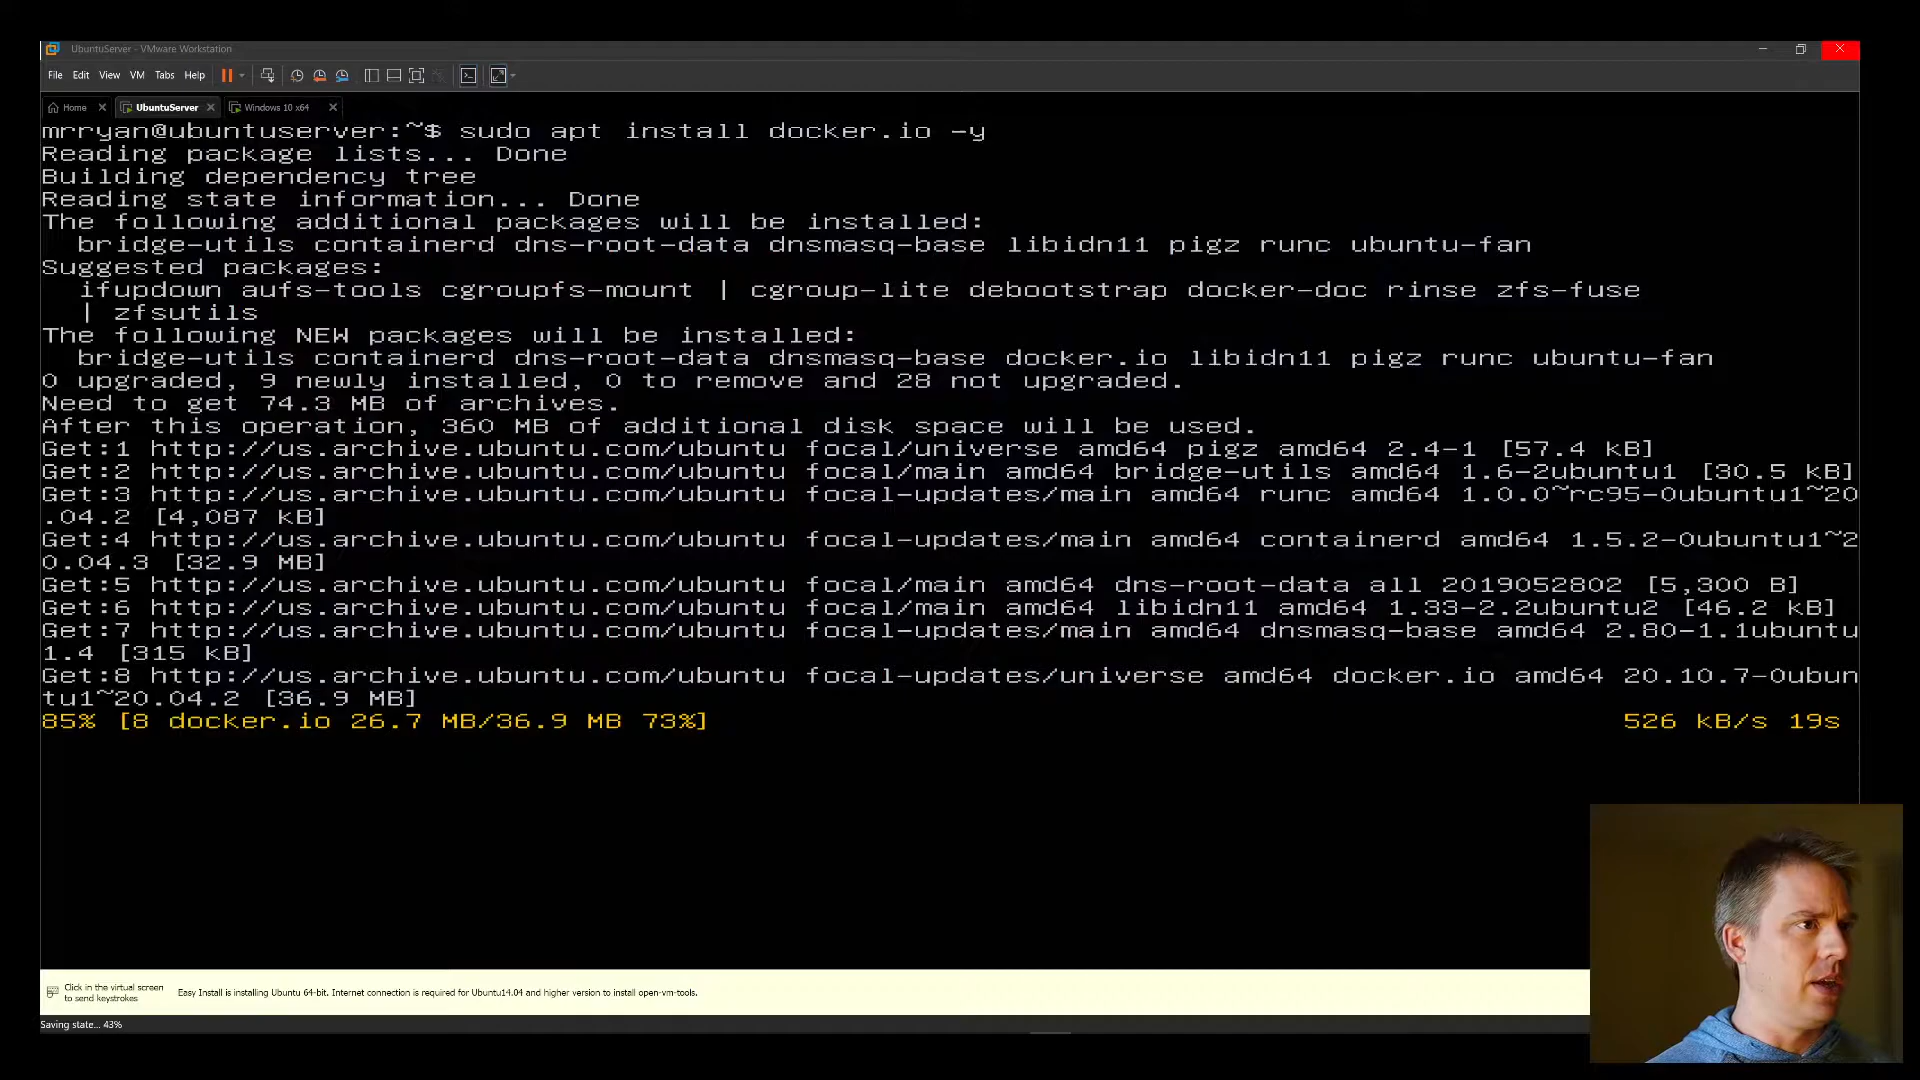 UbuntuServer - VMware Workstation
File Edit View VM Tabs Help
Home UbuntuServer Windows 10 x64
mrryan@ubuntuserver:~$ sudo apt install docker.io -y
Reading package lists... Done
Building dependency tree
Reading state information... Done
The following additional packages will be installed:
bridge-utils containerd dns-root-data dnsmasq-base libidn11 pigz runc ubuntu-fan
Suggested packages:
ifupdown aufs-tools cgroupfs-mount | cgroup-lite debootstrap docker-doc rinse zfs-fuse
| zfsutils
The following NEW packages will be installed:
bridge-utils containerd dns-root-data dnsmasq-base docker.io libidn11 pigz runc ubuntu-fan
0 upgraded, 9 newly installed, 0 to remove and 28 not upgraded.
Need to get 74.3 MB of archives.
After this operation, 360 MB of additional disk space will be used.
Get:1 http://us.archive.ubuntu.com/ubuntu focal/universe amd64 pigz amd64 2.4-1 [57.4 kB]
Get:2 http://us.archive.ubuntu.com/ubuntu focal/main amd64 bridge-utils amd64 1.6-2ubuntu1 [30.5 kB]
Get:3 http://us.archive.ubuntu.com/ubuntu focal-updates/main amd64 runc amd64 1.0.0~rc95-0ubuntu1~20
.04.2 [4,087 kB]
Get:4 http://us.archive.ubuntu.com/ubuntu focal-updates/main amd64 containerd amd64 1.5.2-0ubuntu1~2
0.04.3 [32.9 MB]
Get:5 http://us.archive.ubuntu.com/ubuntu focal/main amd64 dns-root-data all 2019052802 [5,300 B]
Get:6 http://us.archive.ubuntu.com/ubuntu focal/main amd64 libidn11 amd64 1.33-2.2ubuntu2 [46.2 kB]
Get:7 http://us.archive.ubuntu.com/ubuntu focal-updates/main amd64 dnsmasq-base amd64 2.80-1.1ubuntu
1.4 [315 kB]
Get:8 http://us.archive.ubuntu.com/ubuntu focal-updates/universe amd64 docker.io amd64 20.10.7-0ubun
tu1~20.04.2 [36.9 MB]
85% [8 docker.io 26.7 MB/36.9 MB 73%] 526 kB/s 19s
Click in the virtual screen
to send keystrokes
Easy Install is installing Ubuntu 64-bit. Internet connection is required for Ubuntu14.04 and higher version to install open-vm-tools.
Saving state... 43%